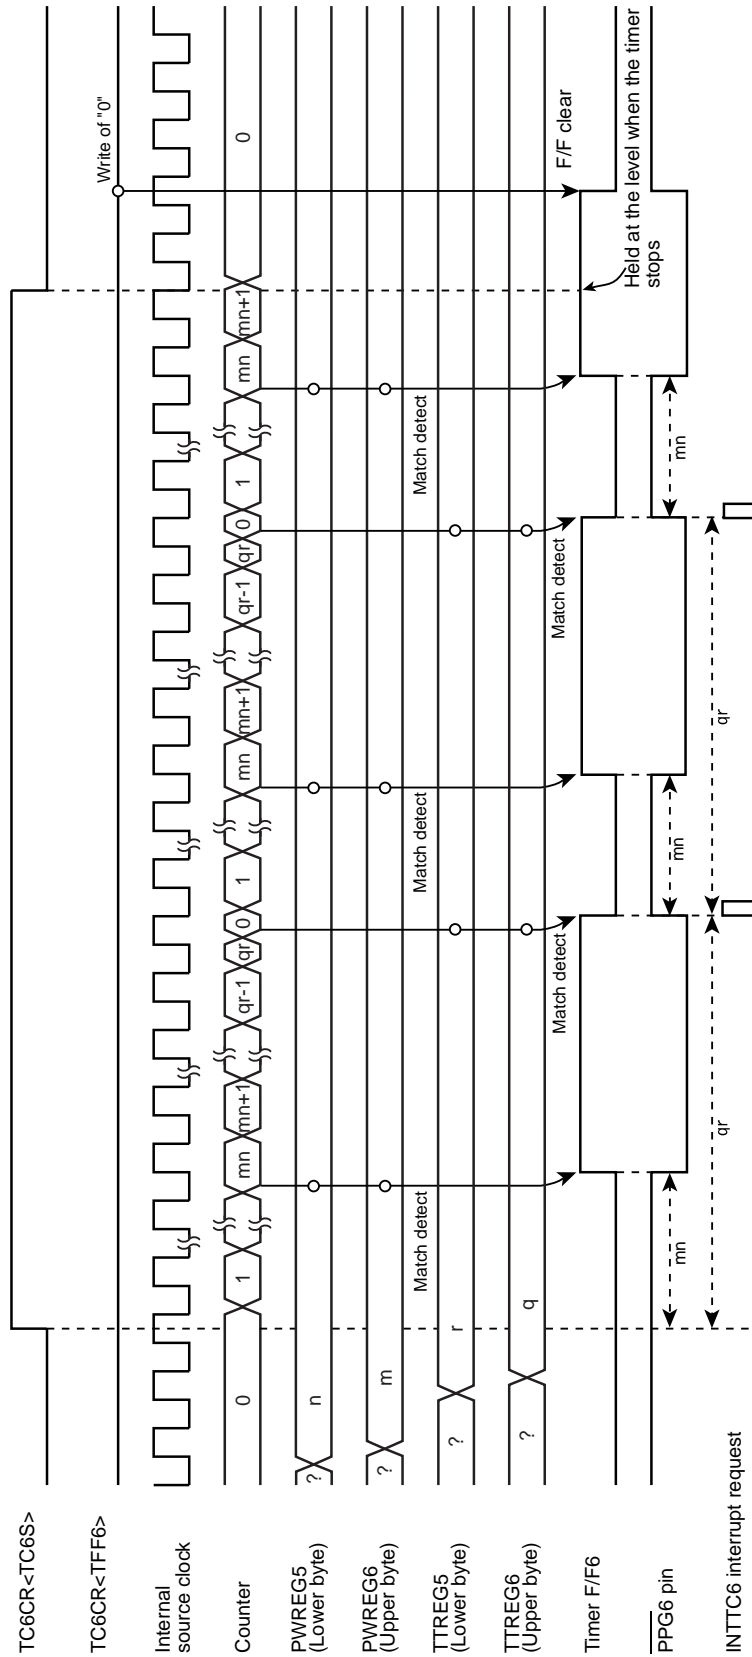 TC6CR<TC6S>
TC6CR<TFF6>
Write of "0"
Internal
source clock
Counter
0
1
mn
mn+1
qr-1
qr
0
1
mn
mn+1
qr-1
qr
0
1
mn
mn+1
0
PWREG5
(Lower byte)
?
n
PWREG6
(Upper byte)
?
m
TTREG5
(Lower byte)
?
r
Match detect
Match detect
Match detect
TTREG6
(Upper byte)
?
q
Match detect
Match detect
F/F clear
Timer F/F6
Held at the level when the timer
stops
PPG6 pin
mn
mn
mn
qr
qr
INTTC6 interrupt request